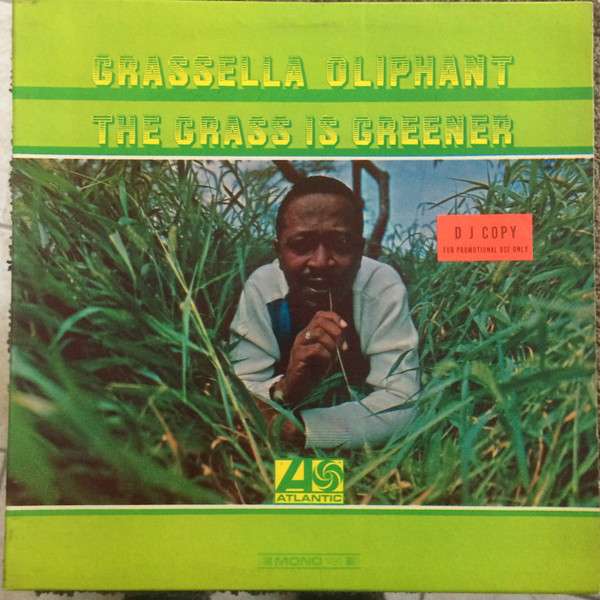 GRASSELLA OLIPHANT
THE GRASS IS GREENER
D J COPY
FOR PROMOTIONAL USE ONLY
ATLANTIC
MONO